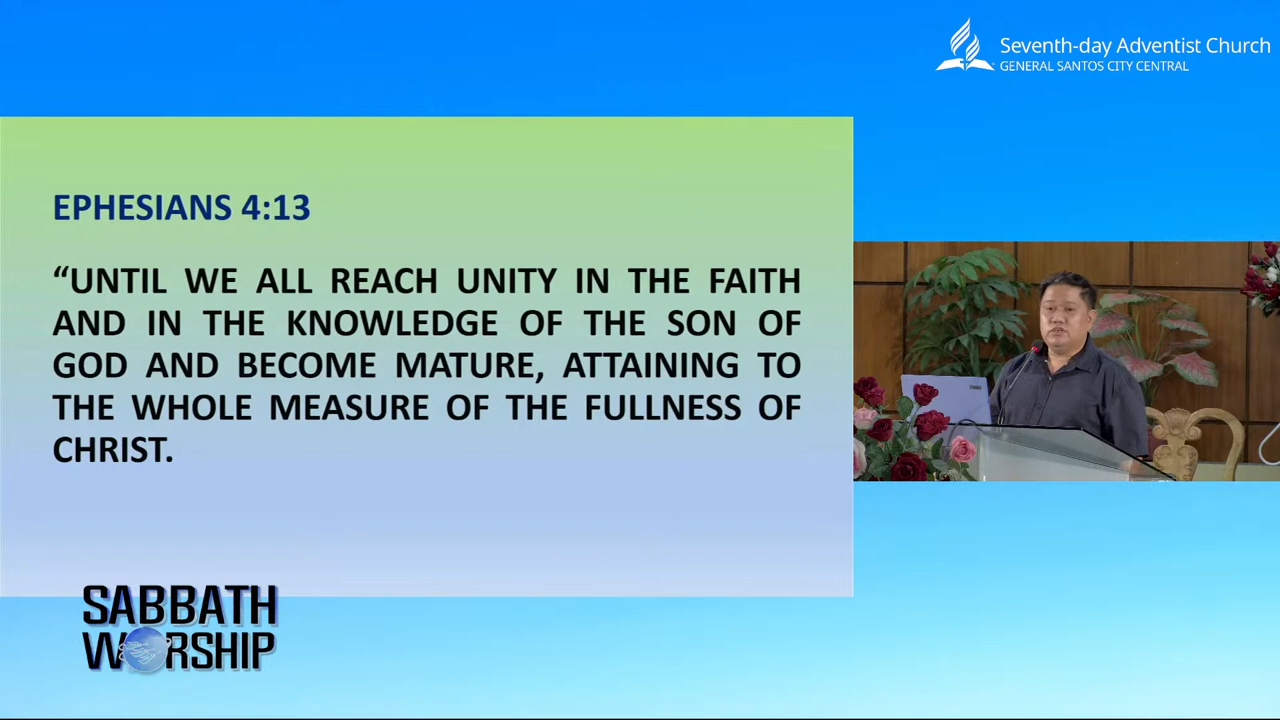 Seventh-day Adventist Church
GENERAL SANTOS CITY CENTRAL
EPHESIANS 4:13
“UNTIL WE ALL REACH UNITY IN THE FAITH
AND IN THE KNOWLEDGE OF THE SON OF
GOD AND BECOME MATURE, ATTAINING TO
THE WHOLE MEASURE OF THE FULLNESS OF
CHRIST.
SABBATH
WORSHIP